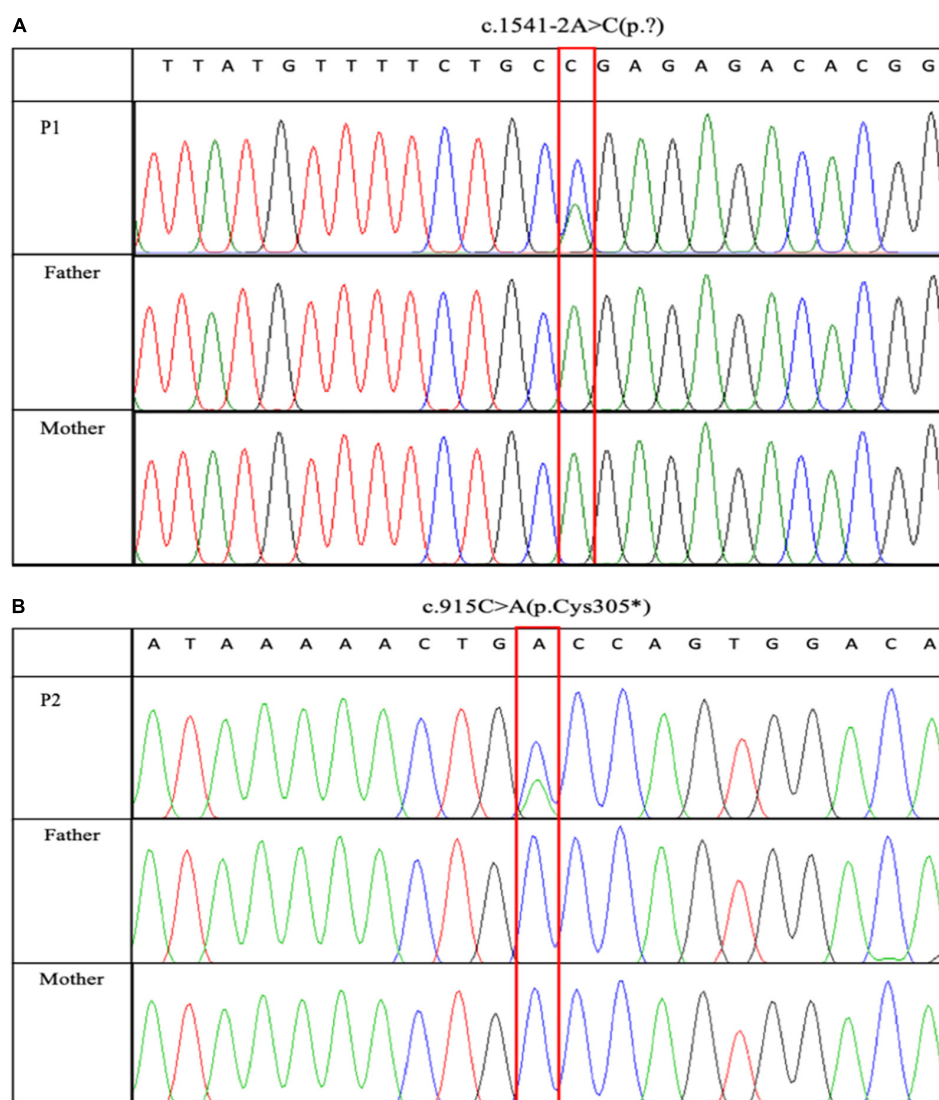 A
c.1541-2A>C(p.?)
T T A T G T T T T C T G C C G A G A G A C A C G G
P1
Father
Mother
B
c.915C>A(p.Cys305*)
A T A A A A A C T G A C C A G T G G A C A
P2
Father
Mother